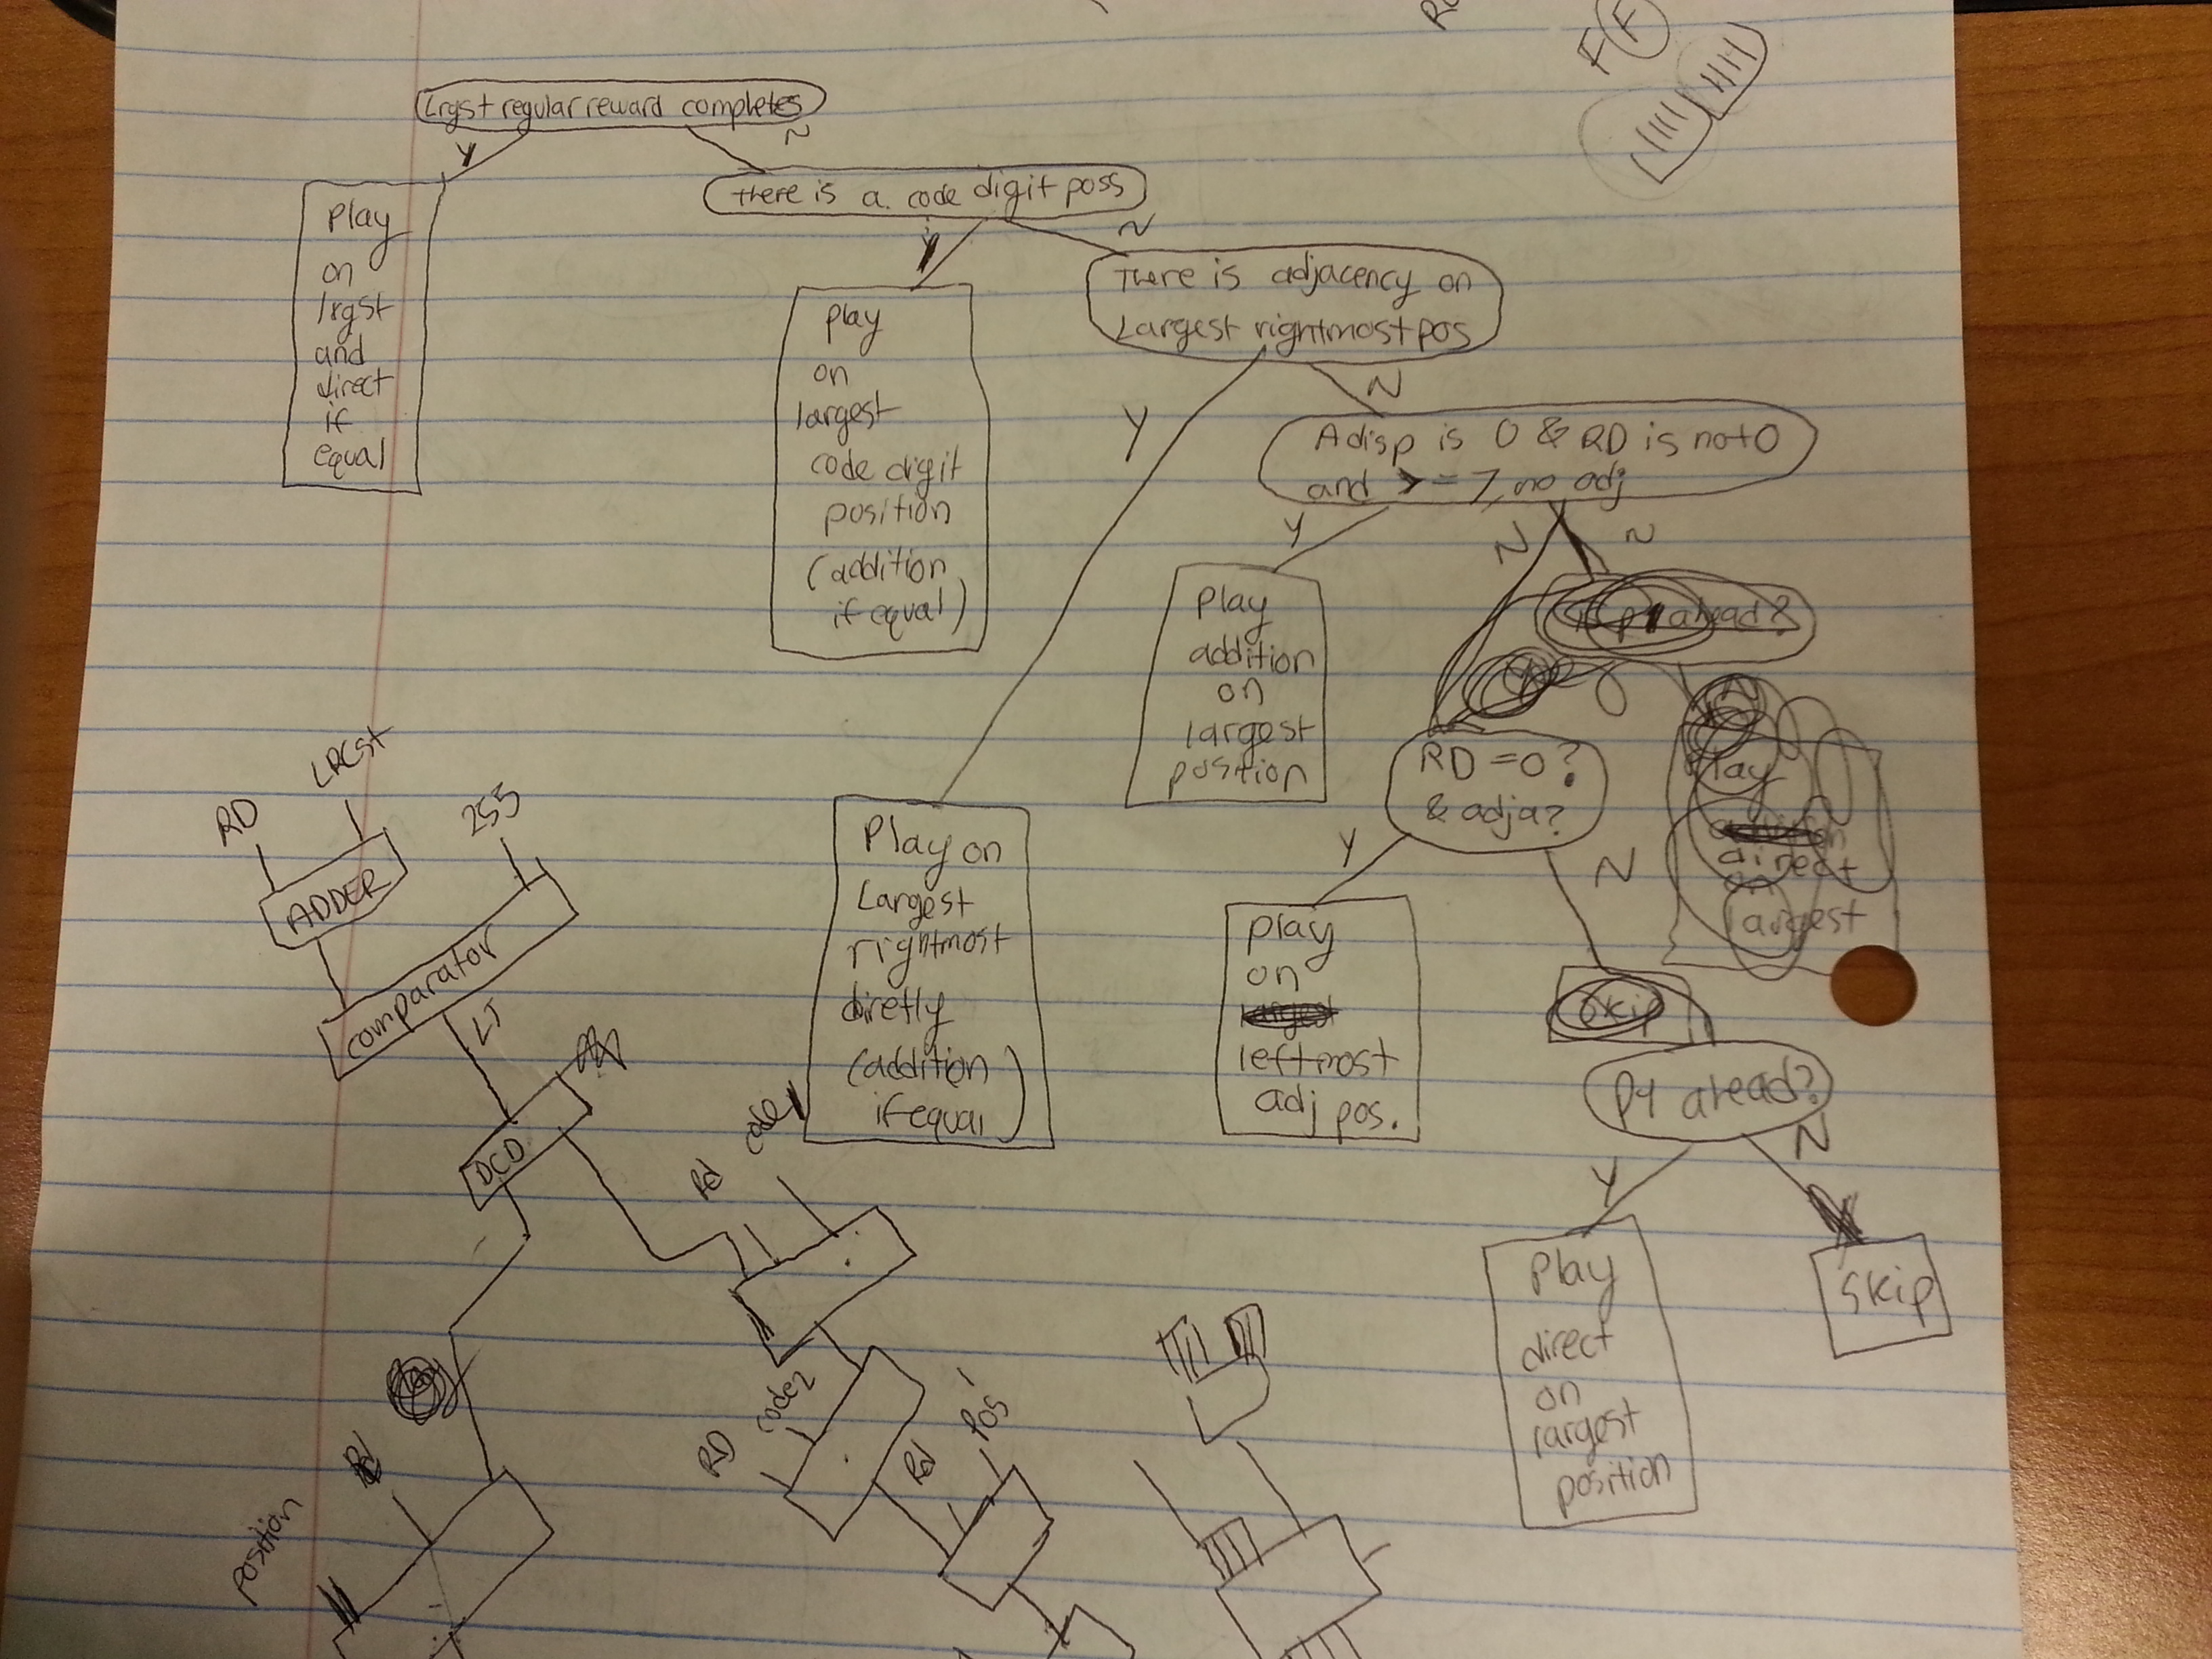 Lrgst regular reward completes
Y
N
Play
on
lrgst
and
direct
if
equal
There is a code digit poss
Y
N
play
on
largest
code digit
position
(addition
if equal)
There is adjacency on
Largest rightmost pos
Y
N
A disp is 0 & RD is not 0
and >= 7, no adj
Y
N
N
Play
addition
on
largest
position
p1 ahead?
N
Play
direct
on
largest
RD =0?
& adja?
Y
N
Play on
Largest
rightmost
diretly
(addition
if equal)
play
on
largest
leftmost
adj pos.
skip
P4 ahead?
Y
N
Play
direct
on
largest
position
skip
F F
RD
LRGSt
ADDER
255
comparator
LT
DCD
Rd
code1
RD
code2
Rd
Pos
position